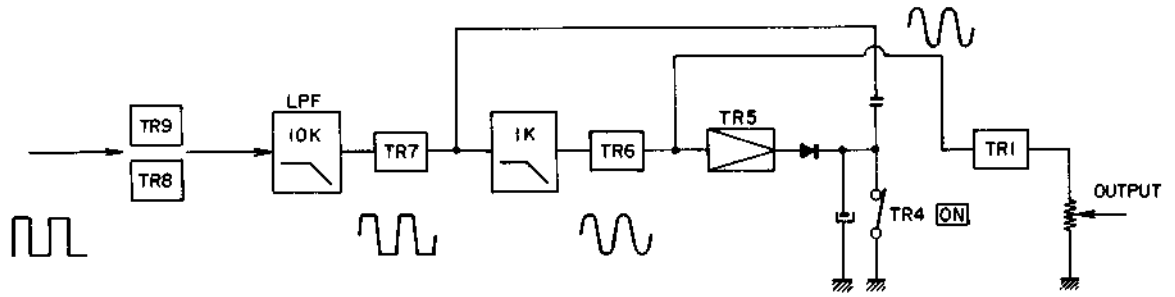 LPF
TR9
10K
TR7
TR8
1K
TR6
TR5
TR1
TR4 ON
OUTPUT